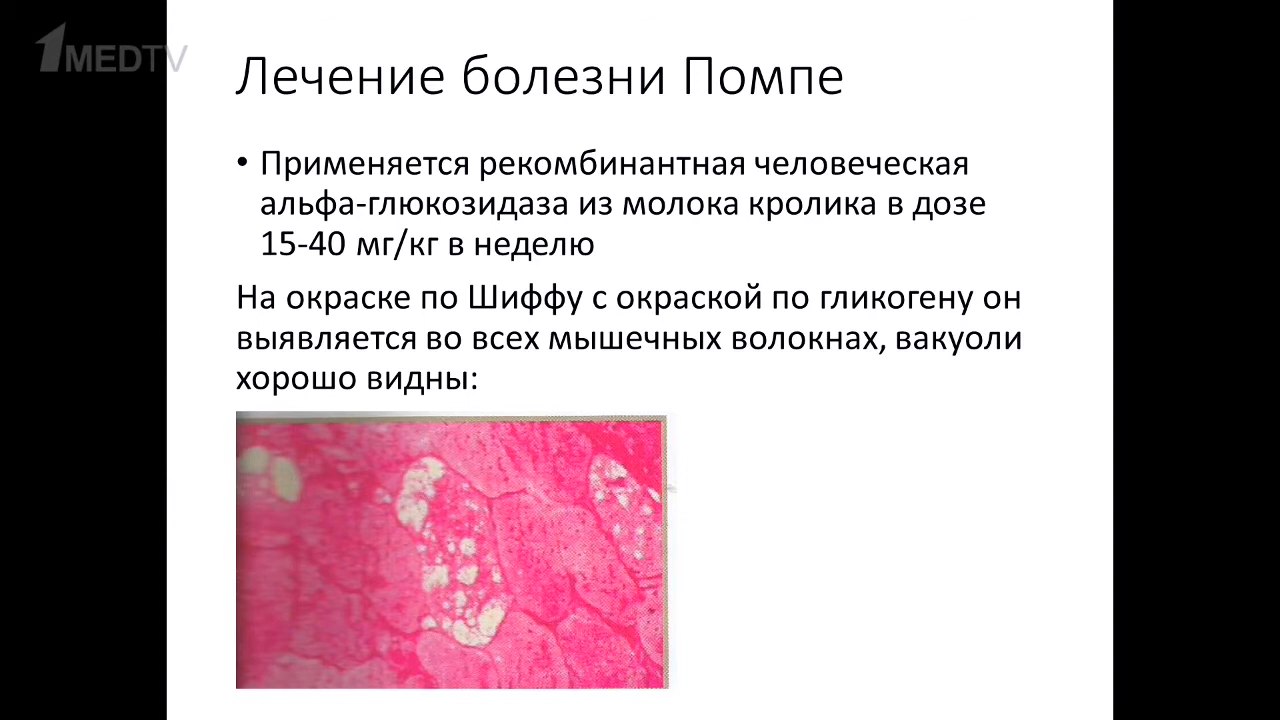 1MEDTV
Лечение болезни Помпе
• Применяется рекомбинантная человеческая
альфа-глюкозидаза из молока кролика в дозе
15-40 мг/кг в неделю
На окраске по Шиффу с окраской по гликогену он
выявляется во всех мышечных волокнах, вакуоли
хорошо видны: